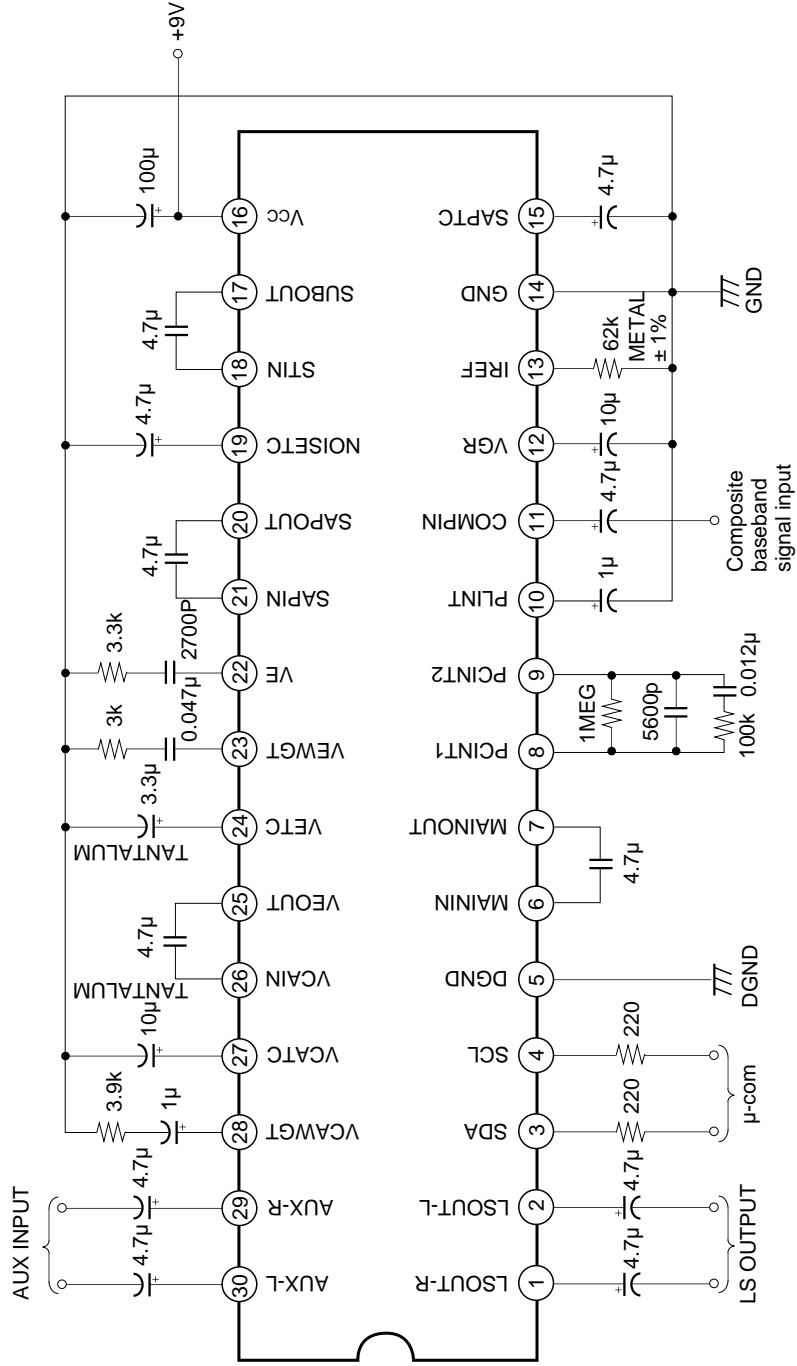 AUX INPUT
4.7μ
4.7μ
3.9k
1μ
10μ
TANTALUM
4.7μ
TANTALUM
3.3μ
3k
0.047μ
3.3k
2700P
4.7μ
4.7μ
4.7μ
100μ
+9V
30
29
28
27
26
25
24
23
22
21
20
19
18
17
16
AUX-L
AUX-R
VCAWGT
VCATC
VCAIN
VEOUT
VETC
VEWGT
VE
SAPIN
SAPOUT
NOISETC
STIN
SUBOUT
VCC
LSOUT-R
LSOUT-L
SDA
SCL
DGND
MAININ
MAINOUT
PCINT1
PCINT2
PLINT
COMPIN
VGR
IREF
GND
SAPTC
1
2
3
4
5
6
7
8
9
10
11
12
13
14
15
4.7μ
4.7μ
LS OUTPUT
220
220
μ-com
DGND
4.7μ
1MEG
5600p
100k
0.012μ
1μ
4.7μ
Composite
baseband
signal input
10μ
62k
METAL
± 1%
GND
4.7μ